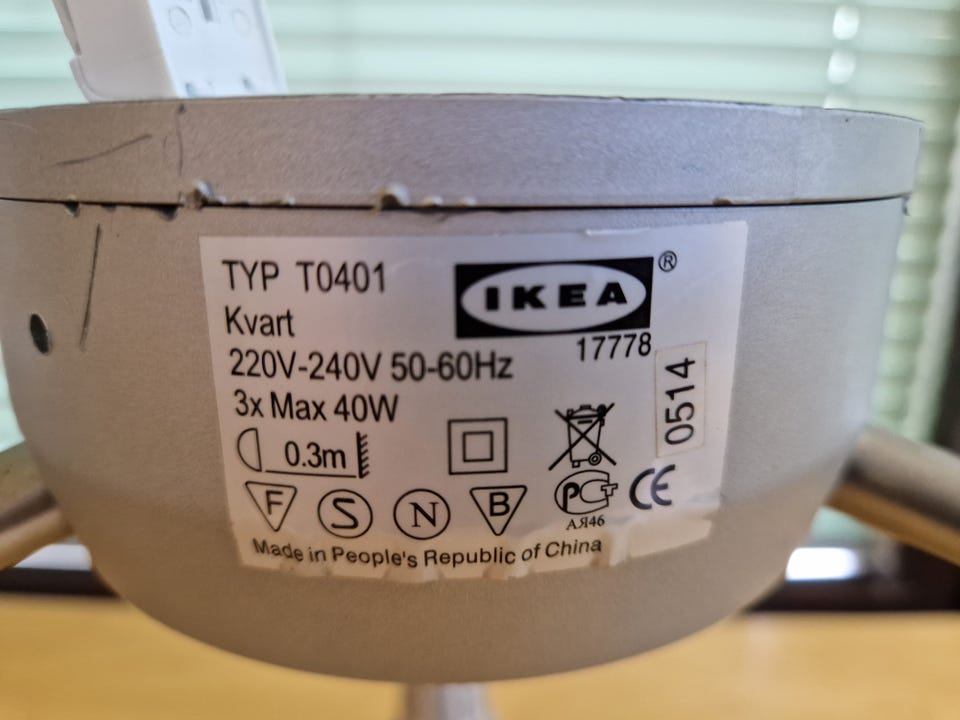 TYP T0401
IKEA ®
Kvart
17778
220V-240V 50-60Hz
3x Max 40W
0514
0.3m
F S N B PCT CE
АЯ46
Made in People's Republic of China